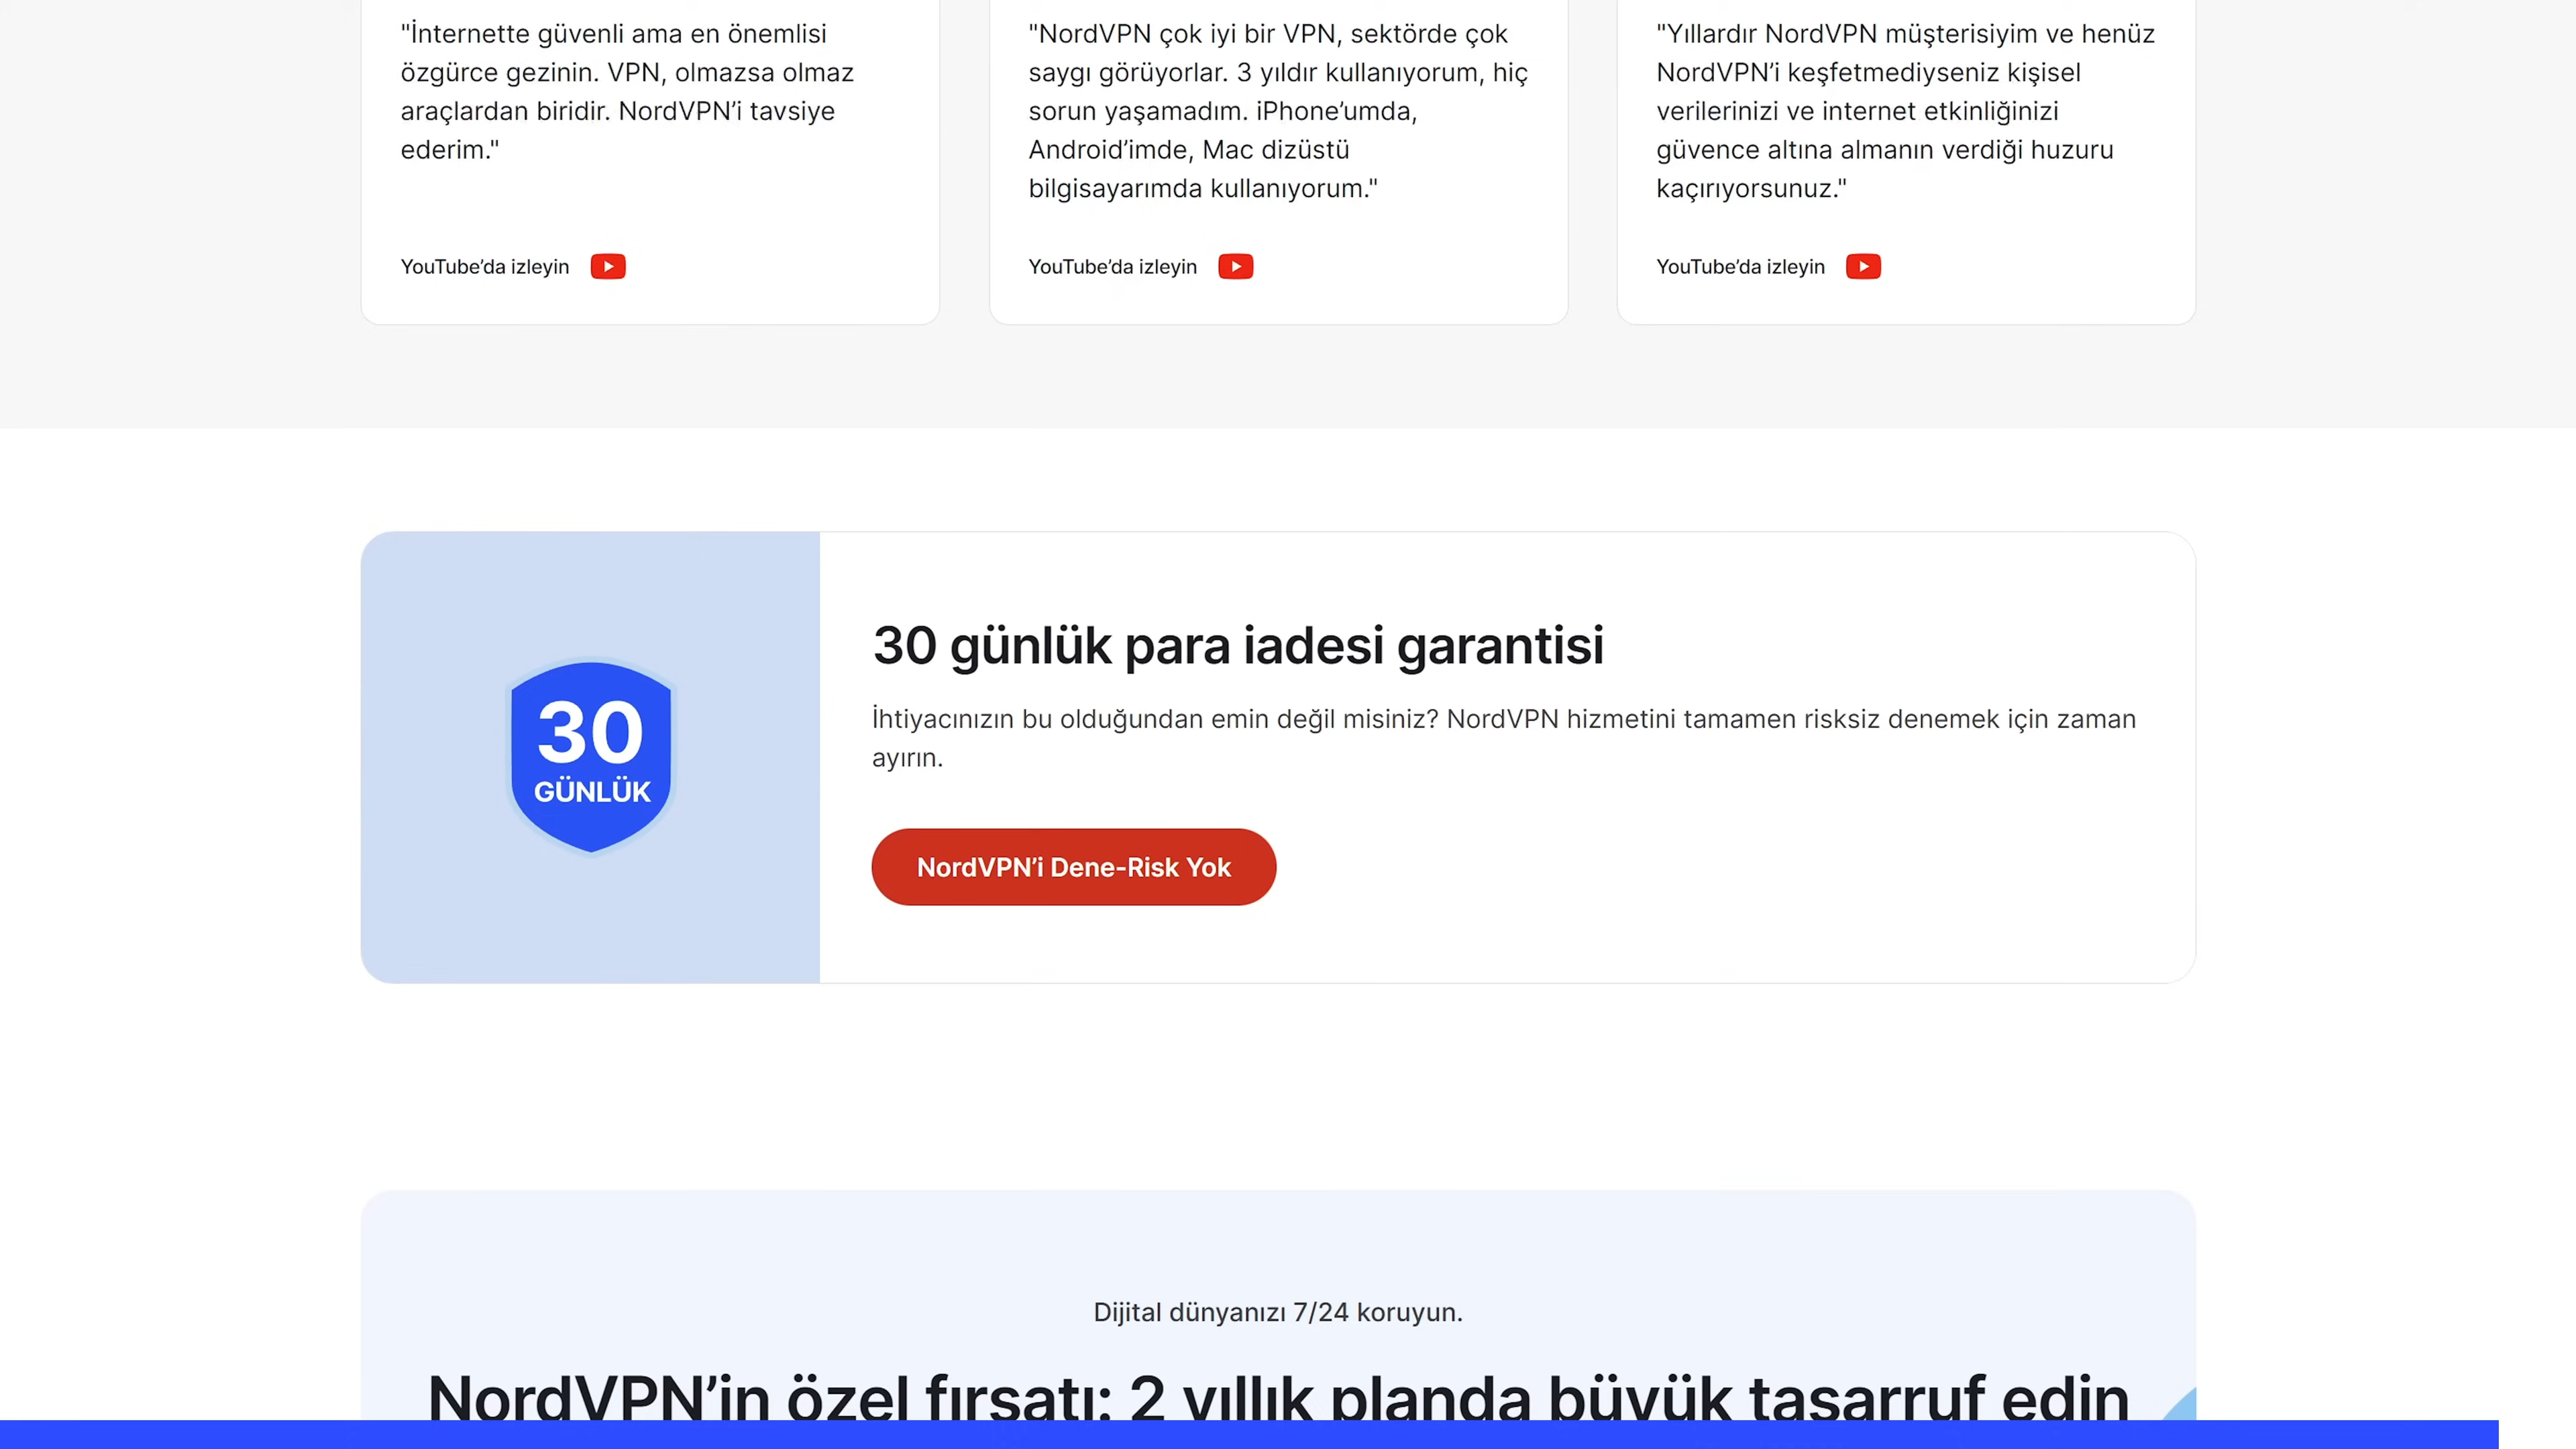 "İnternette güvenli ama en önemlisi
özgürce gezinin. VPN, olmazsa olmaz
araçlardan biridir. NordVPN’i tavsiye
ederim."
YouTube’da izleyin
"NordVPN çok iyi bir VPN, sektörde çok
saygı görüyorlar. 3 yıldır kullanıyorum, hiç
sorun yaşamadım. iPhone’umda,
Android’imde, Mac dizüstü
bilgisayarımda kullanıyorum."
YouTube’da izleyin
"Yıllardır NordVPN müşterisiyim ve henüz
NordVPN’i keşfetmediyseniz kişisel
verilerinizi ve internet etkinliğinizi
güvence altına almanın verdiği huzuru
kaçırıyorsunuz."
YouTube’da izleyin
30
GÜNLÜK
30 günlük para iadesi garantisi
İhtiyacınızın bu olduğundan emin değil misiniz? NordVPN hizmetini tamamen risksiz denemek için zaman
ayırın.
NordVPN’i Dene-Risk Yok
Dijital dünyanızı 7/24 koruyun.
NordVPN’in özel fırsatı: 2 yıllık planda büyük tasarruf edin